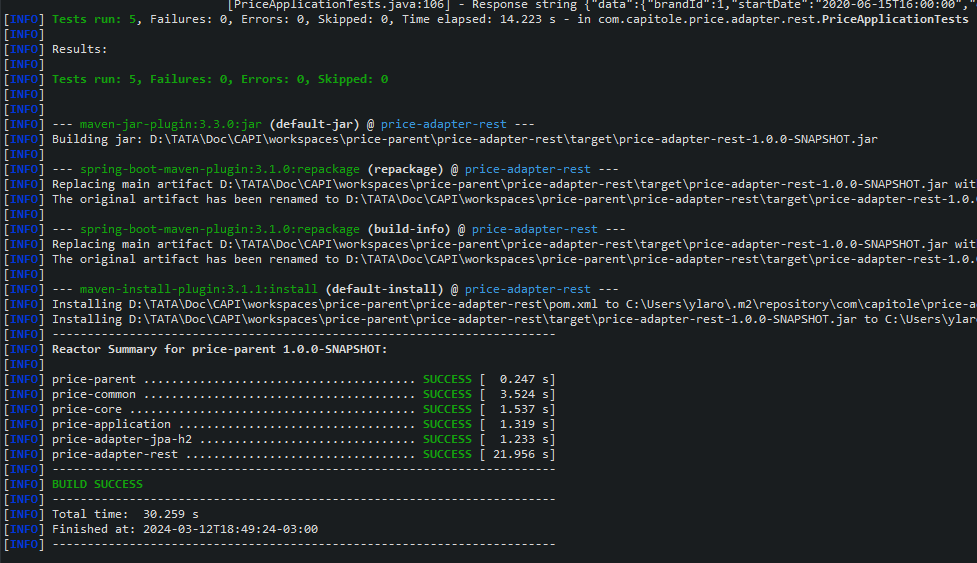 [PriceApplicationTests.java:106] - Response string {"data":{"brandId":1,"startDate":"2020-06-15T16:00:00","
[INFO] Tests run: 5, Failures: 0, Errors: 0, Skipped: 0, Time elapsed: 14.223 s - in com.capitole.price.adapter.rest.PriceApplicationTests
[INFO]
[INFO] Results:
[INFO]
[INFO] Tests run: 5, Failures: 0, Errors: 0, Skipped: 0
[INFO]
[INFO]
[INFO] --- maven-jar-plugin:3.3.0:jar (default-jar) @ price-adapter-rest ---
[INFO] Building jar: D:\TATA\Doc\CAPI\workspaces\price-parent\price-adapter-rest\target\price-adapter-rest-1.0.0-SNAPSHOT.jar
[INFO]
[INFO] --- spring-boot-maven-plugin:3.1.0:repackage (repackage) @ price-adapter-rest ---
[INFO] Replacing main artifact D:\TATA\Doc\CAPI\workspaces\price-parent\price-adapter-rest\target\price-adapter-rest-1.0.0-SNAPSHOT.jar wit
[INFO] The original artifact has been renamed to D:\TATA\Doc\CAPI\workspaces\price-parent\price-adapter-rest\target\price-adapter-rest-1.0.
[INFO]
[INFO] --- spring-boot-maven-plugin:3.1.0:repackage (build-info) @ price-adapter-rest ---
[INFO] Replacing main artifact D:\TATA\Doc\CAPI\workspaces\price-parent\price-adapter-rest\target\price-adapter-rest-1.0.0-SNAPSHOT.jar wit
[INFO] The original artifact has been renamed to D:\TATA\Doc\CAPI\workspaces\price-parent\price-adapter-rest\target\price-adapter-rest-1.0.
[INFO]
[INFO] --- maven-install-plugin:3.1.1:install (default-install) @ price-adapter-rest ---
[INFO] Installing D:\TATA\Doc\CAPI\workspaces\price-parent\price-adapter-rest\pom.xml to C:\Users\ylaro\.m2\repository\com\capitole\price-a
[INFO] Installing D:\TATA\Doc\CAPI\workspaces\price-parent\price-adapter-rest\target\price-adapter-rest-1.0.0-SNAPSHOT.jar to C:\Users\ylar
[INFO] ------------------------------------------------------------------------
[INFO] Reactor Summary for price-parent 1.0.0-SNAPSHOT:
[INFO]
[INFO] price-parent ....................................... SUCCESS [  0.247 s]
[INFO] price-common ....................................... SUCCESS [  3.524 s]
[INFO] price-core ......................................... SUCCESS [  1.537 s]
[INFO] price-application .................................. SUCCESS [  1.319 s]
[INFO] price-adapter-jpa-h2 ............................... SUCCESS [  1.233 s]
[INFO] price-adapter-rest ................................. SUCCESS [ 21.956 s]
[INFO] ------------------------------------------------------------------------
[INFO] BUILD SUCCESS
[INFO] ------------------------------------------------------------------------
[INFO] Total time:  30.259 s
[INFO] Finished at: 2024-03-12T18:49:24-03:00
[INFO] ------------------------------------------------------------------------